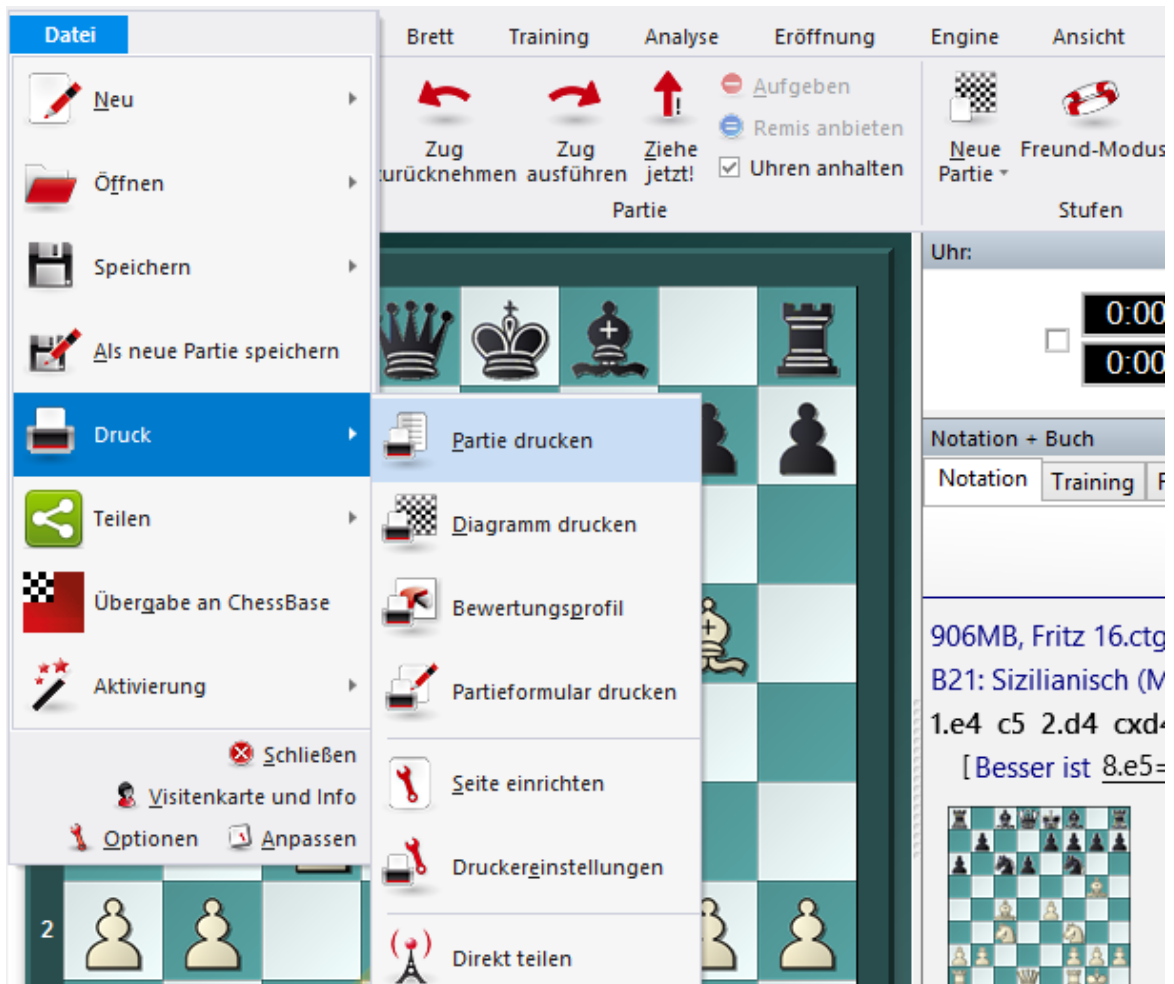 Datei
Brett
Training
Analyse
Eröffnung
Engine
Ansicht
Neu
Öffnen
Speichern
Als neue Partie speichern
Druck
Teilen
Übergabe an ChessBase
Aktivierung
Schließen
Visitenkarte und Info
Optionen
Anpassen
Partie drucken
Diagramm drucken
Bewertungsprofil
Partieformular drucken
Seite einrichten
Druckereinstellungen
Direkt teilen
Zug
ausführen
Zug
Ziehe
jetzt!
!
Aufgeben
Remis anbieten
Uhren anhalten
Partie
Neue
Partie
Freund-Modus
Stufen
Uhr:
0:00
0:00
Notation + Buch
Notation
Training
906MB, Fritz 16.ctg
B21: Sizilianisch (M
1.e4 c5 2.d4 cxd4
[Besser ist 8.e5=
2